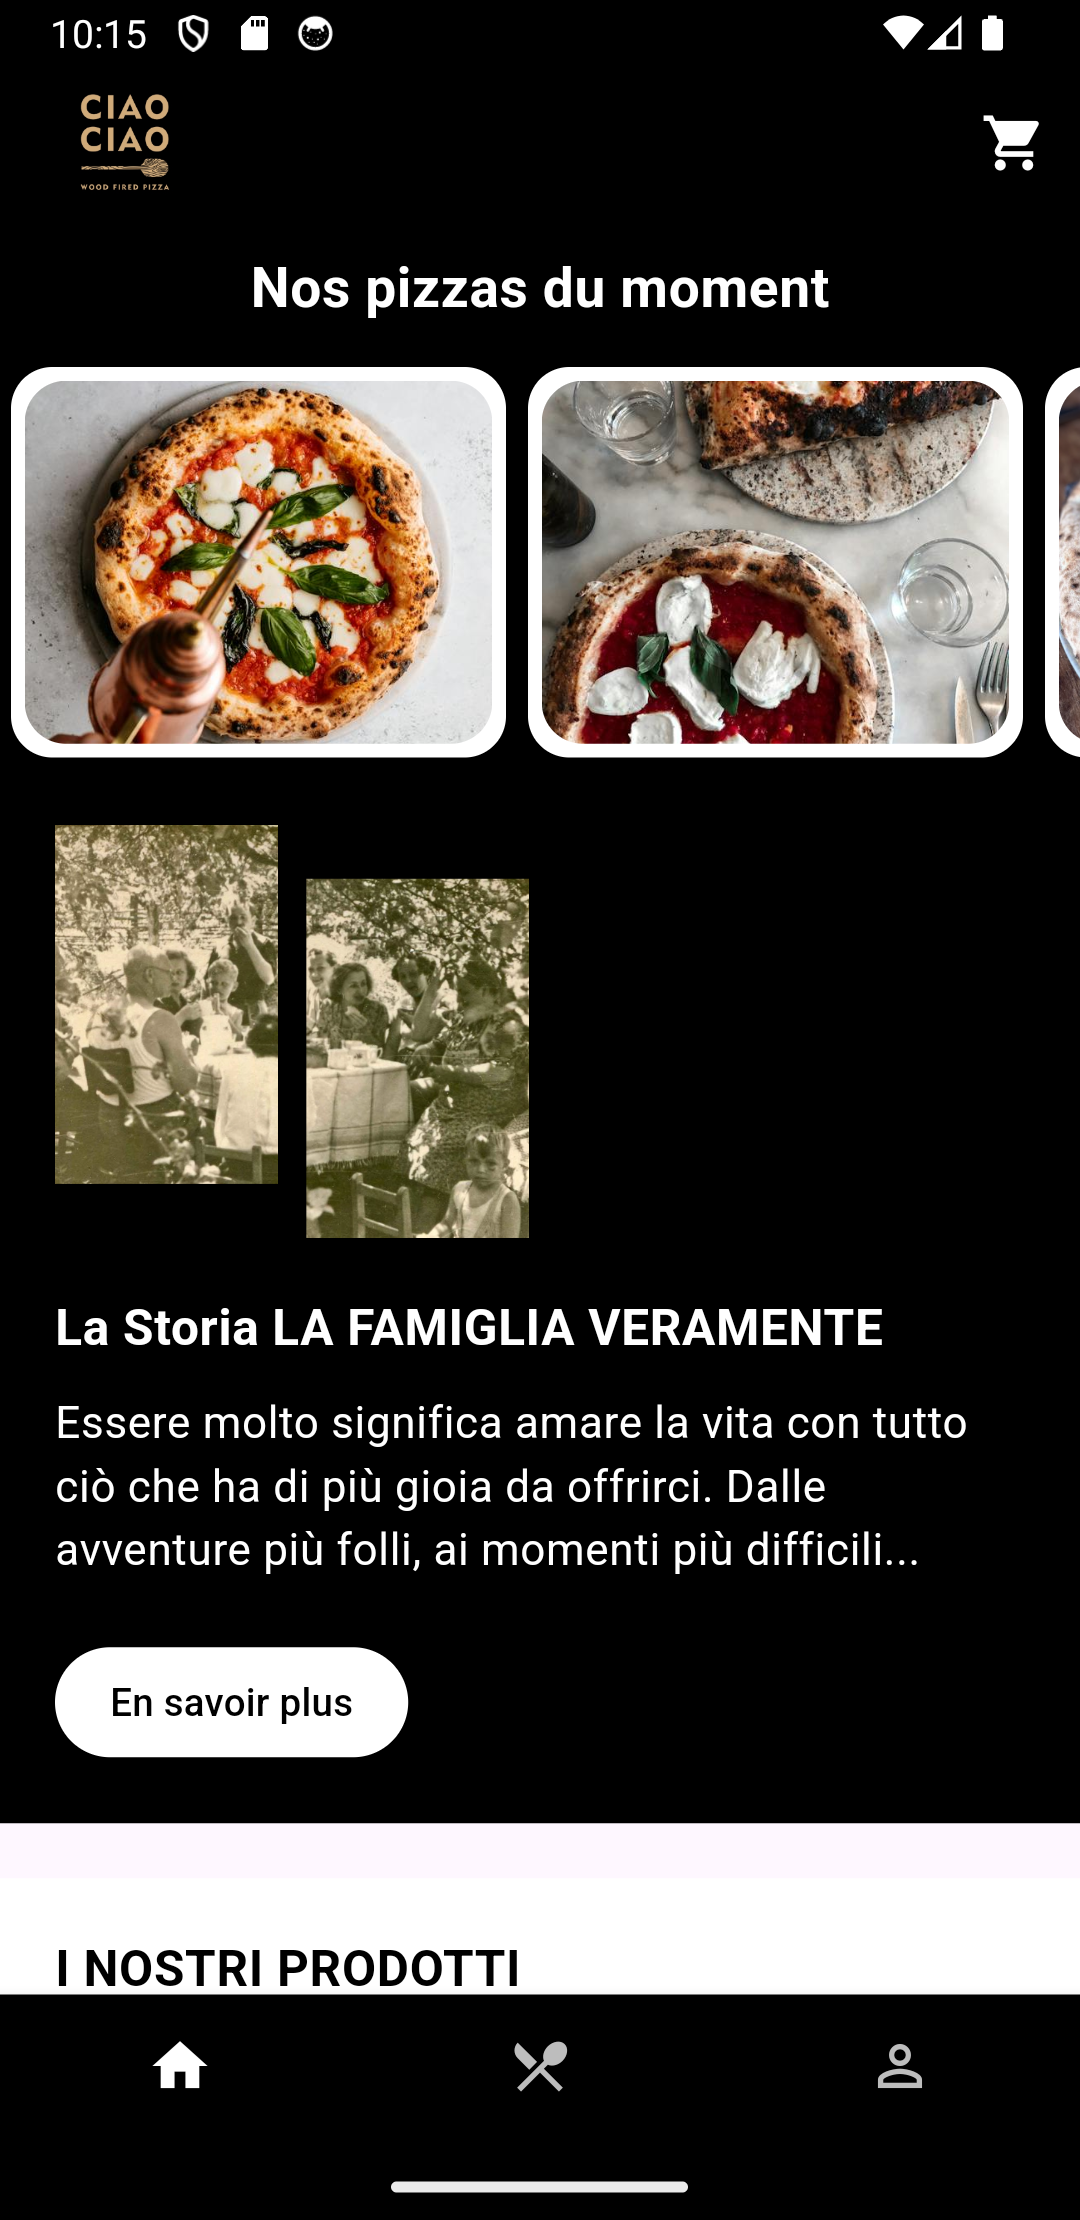 10:15
CIAO
CIAO
WOOD FIRED PIZZA
Nos pizzas du moment
La Storia LA FAMIGLIA VERAMENTE
Essere molto significa amare la vita con tutto
ciò che ha di più gioia da offrirci. Dalle
avventure più folli, ai momenti più difficili...
En savoir plus
I NOSTRI PRODOTTI